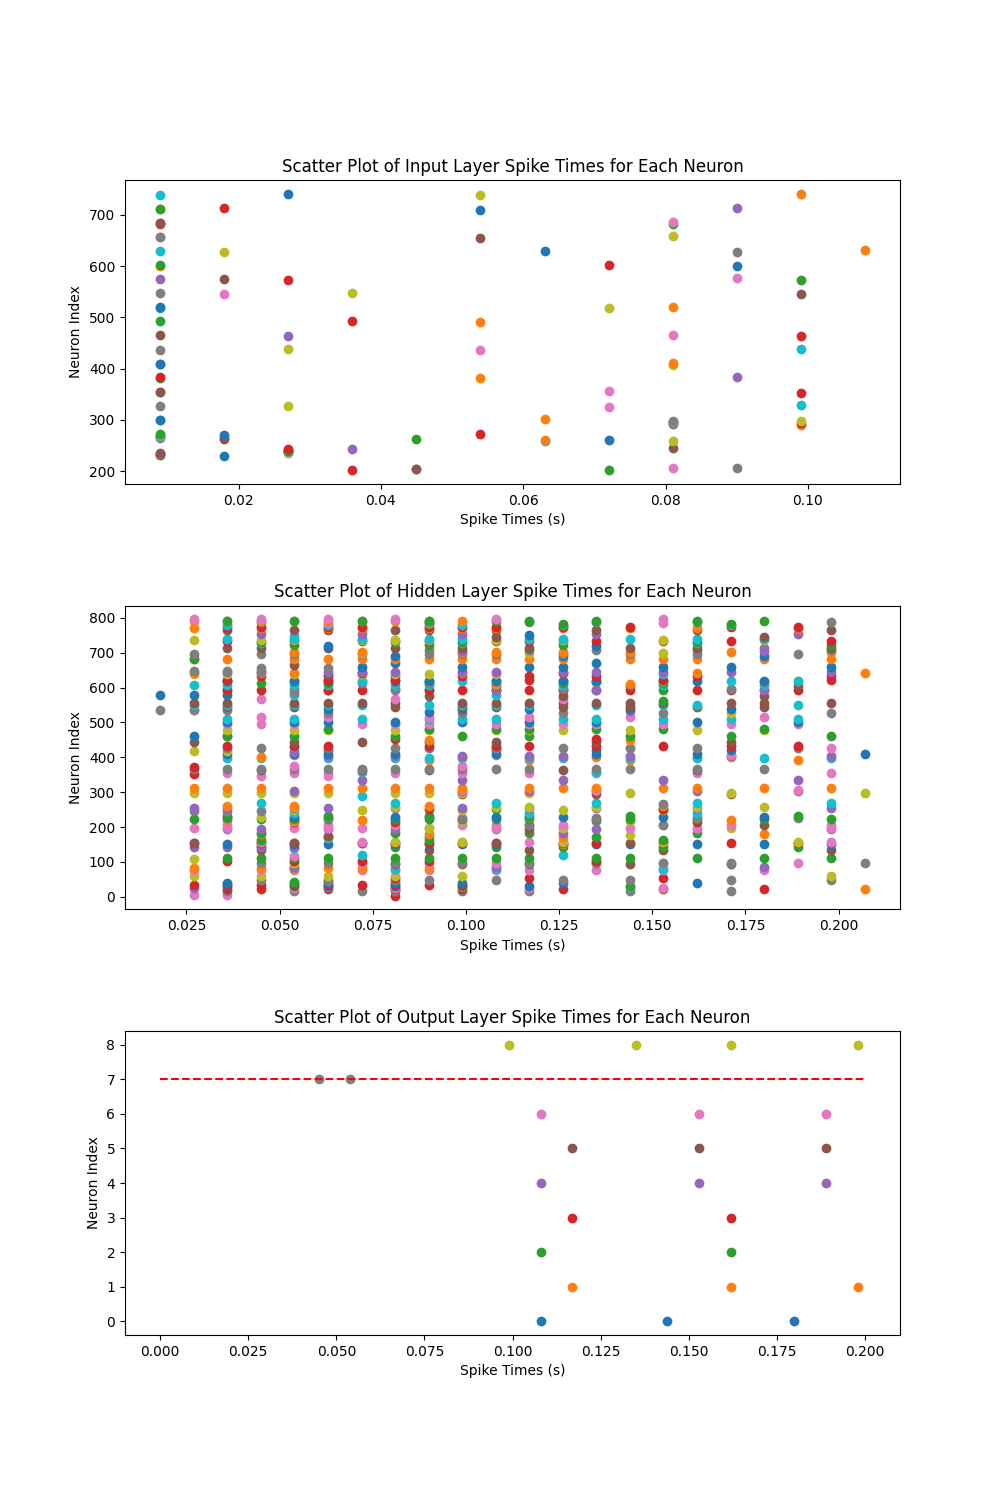 Scatter Plot of Input Layer Spike Times for Each Neuron
700
600
500
400
300
200
Neuron Index
0.02 0.04 0.06 0.08 0.10
Spike Times (s)
Scatter Plot of Hidden Layer Spike Times for Each Neuron
800
700
600
500
400
300
200
100
0
Neuron Index
0.025 0.050 0.075 0.100 0.125 0.150 0.175 0.200
Spike Times (s)
Scatter Plot of Output Layer Spike Times for Each Neuron
8
7
6
5
4
3
2
1
0
Neuron Index
0.000 0.025 0.050 0.075 0.100 0.125 0.150 0.175 0.200
Spike Times (s)